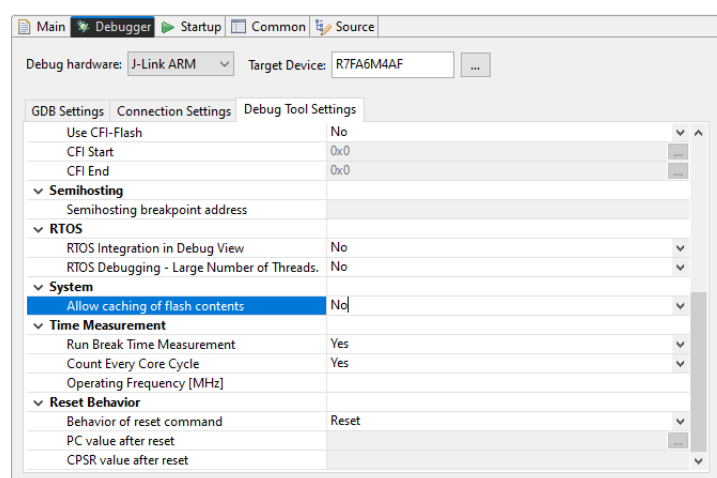 Main Debugger Startup Common Source
Debug hardware: J-Link ARM Target Device: R7FA6M4AF ...
GDB Settings Connection Settings Debug Tool Settings
Use CFI-Flash No
CFI Start 0x0 ...
CFI End 0x0 ...
Semihosting
Semihosting breakpoint address
RTOS
RTOS Integration in Debug View No
RTOS Debugging - Large Number of Threads. No
System
Allow caching of flash contents No
Time Measurement
Run Break Time Measurement Yes
Count Every Core Cycle Yes
Operating Frequency [MHz]
Reset Behavior
Behavior of reset command Reset
PC value after reset ...
CPSR value after reset